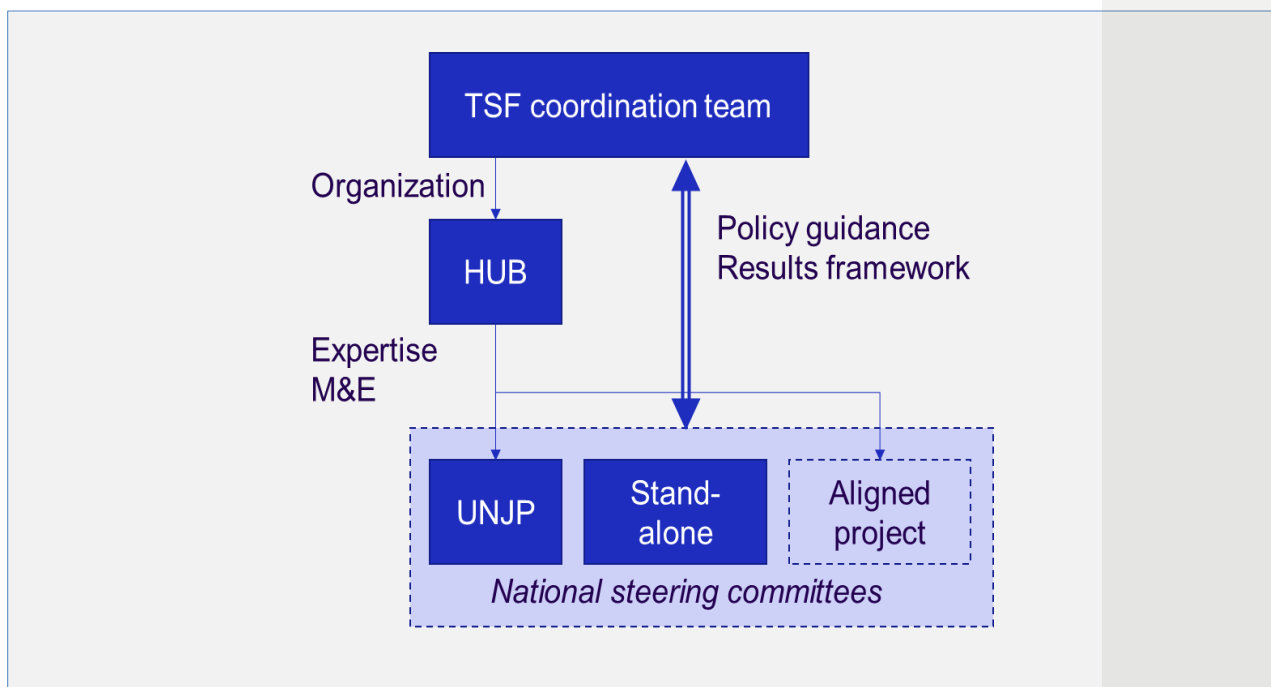 TSF coordination team
Organization
HUB
Policy guidance
Results framework
Expertise
M&E
UNJP
Stand-
alone
Aligned
project
National steering committees